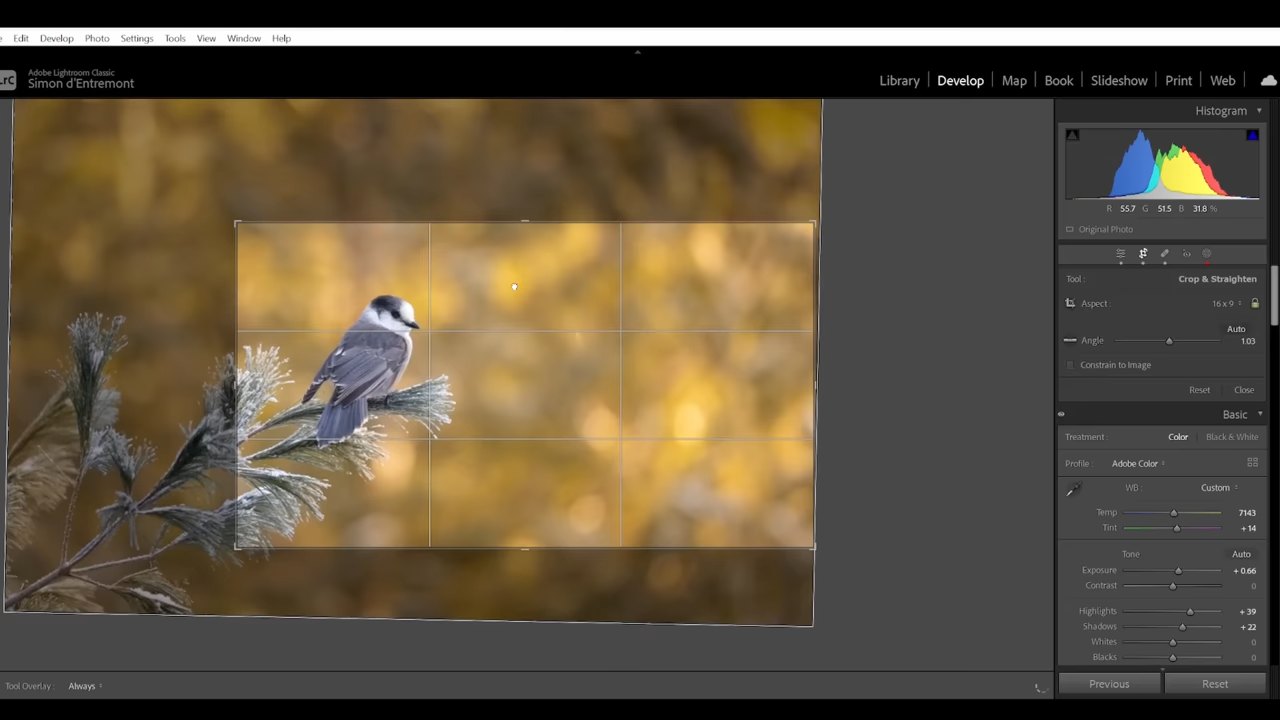 Edit Develop Photo Settings Tools View Window Help
LrC
Adobe Lightroom Classic
Simon d'Entremont
Library Develop Map Book Slideshow Print Web
Histogram
R 55.7 G 51.5 B 31.8 %
Original Photo
Tool: Crop & Straighten
Aspect: 16 x 9
Auto
Angle 1.03
Constrain to Image
Reset Close
Basic
Treatment: Color Black & White
Profile: Adobe Color
WB: Custom
Temp 7143
Tint +14
Tone Auto
Exposure +0.66
Contrast 0
Highlights +39
Shadows +22
Whites 0
Blacks 0
Previous Reset
Tool Overlay: Always